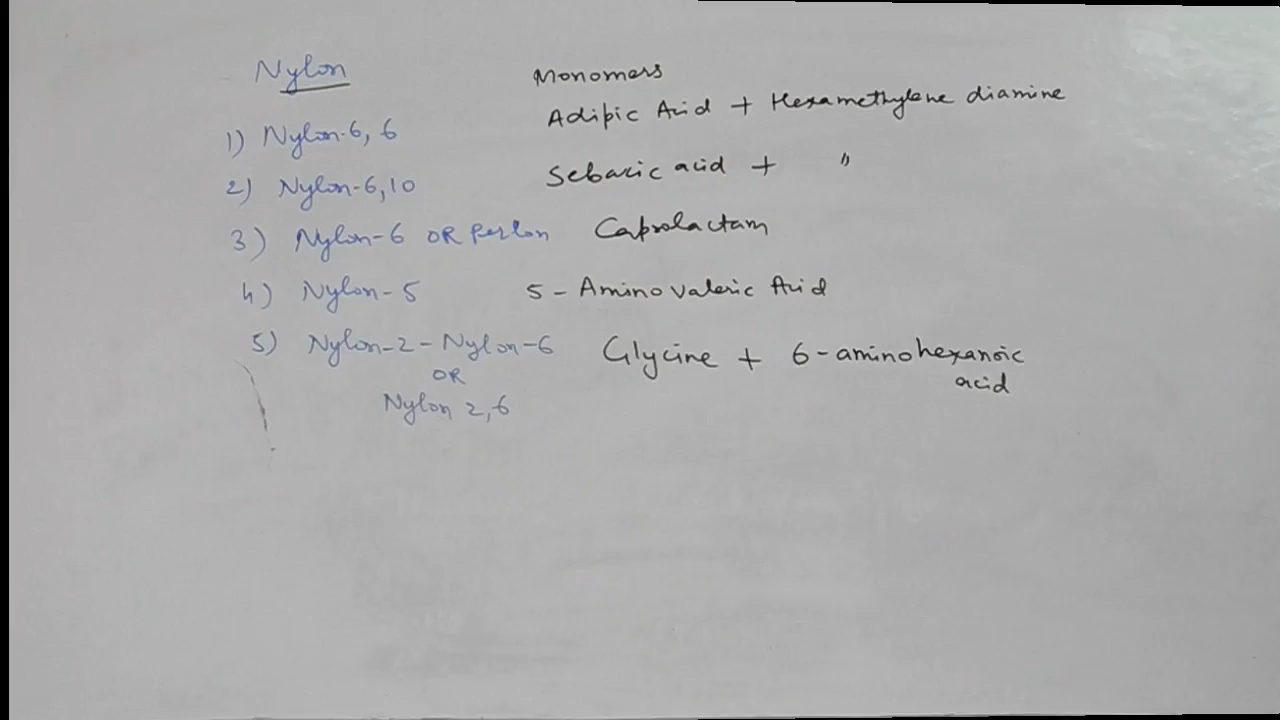 Nylon Monomers
1) Nylon-6, 6 Adipic Acid + Hexamethylene diamine
2) Nylon-6,10 Sebacic acid + "
3) Nylon-6 OR Perlon Caprolactam
4) Nylon-5 5-Aminovaleric Acid
5) Nylon-2-Nylon-6 Glycine + 6-aminohexanoic
acid
OR
Nylon 2,6